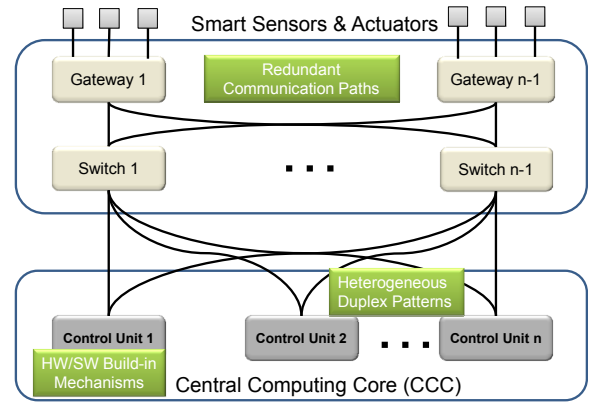 Smart Sensors & Actuators
Gateway 1
Redundant
Communication Paths
Gateway n-1
Switch 1
. . .
Switch n-1
Heterogeneous
Duplex Patterns
Control Unit 1
Control Unit 2
. . .
Control Unit n
HW/SW Build-in
Mechanisms
Central Computing Core (CCC)